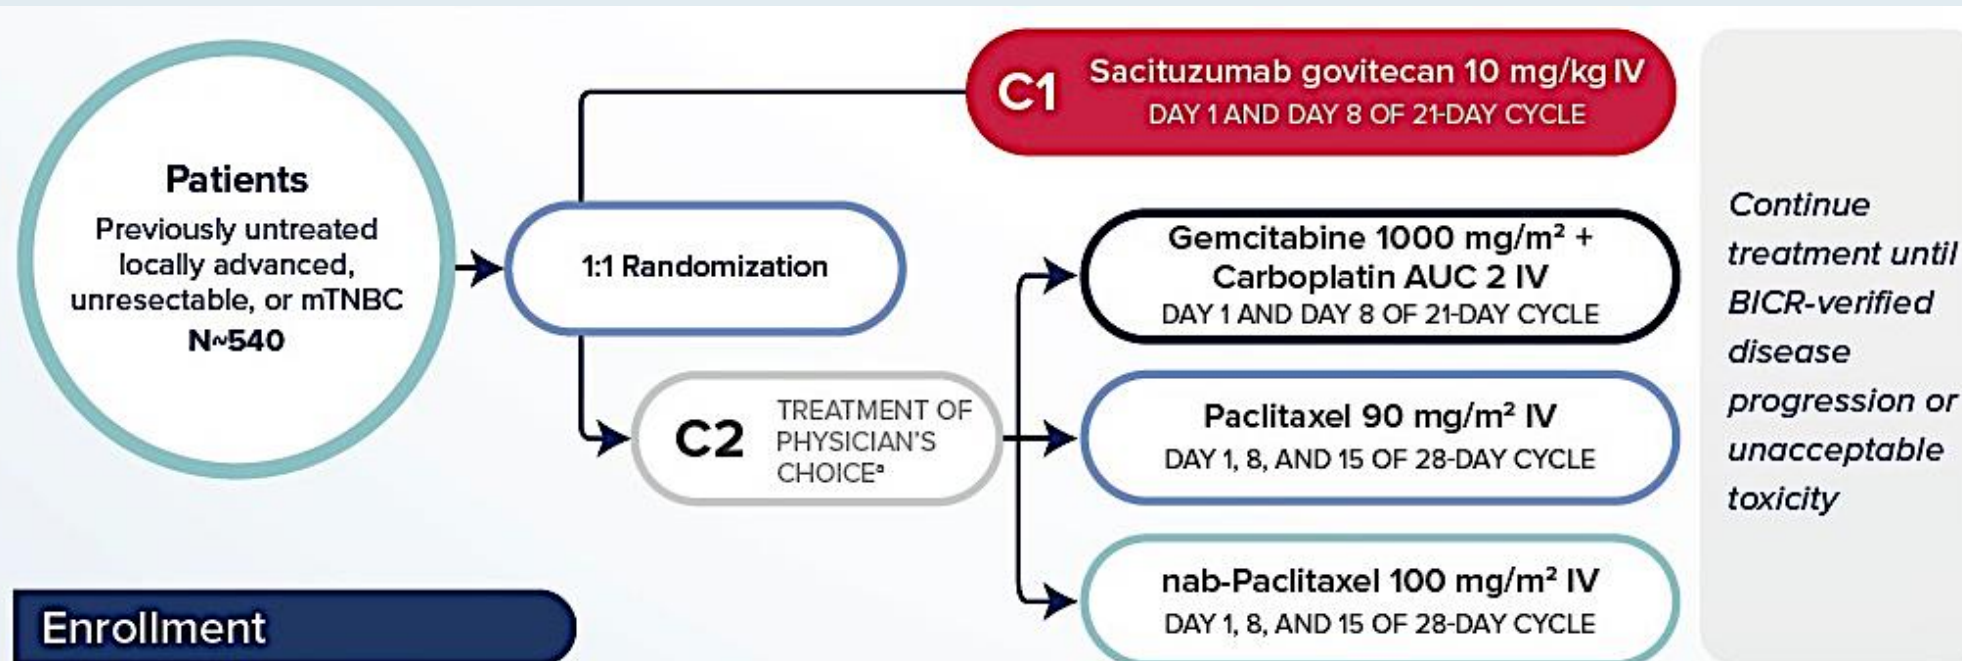 Patients
Previously untreated
locally advanced,
unresectable, or mTNBC
N~540
1:1 Randomization
C1
Sacituzumab govitecan 10 mg/kg IV
DAY 1 AND DAY 8 OF 21-DAY CYCLE
C2
TREATMENT OF
PHYSICIAN'S
CHOICEᵃ
Gemcitabine 1000 mg/m² +
Carboplatin AUC 2 IV
DAY 1 AND DAY 8 OF 21-DAY CYCLE
Paclitaxel 90 mg/m² IV
DAY 1, 8, AND 15 OF 28-DAY CYCLE
nab-Paclitaxel 100 mg/m² IV
DAY 1, 8, AND 15 OF 28-DAY CYCLE
Continue
treatment until
BICR-verified
disease
progression or
unacceptable
toxicity
Enrollment